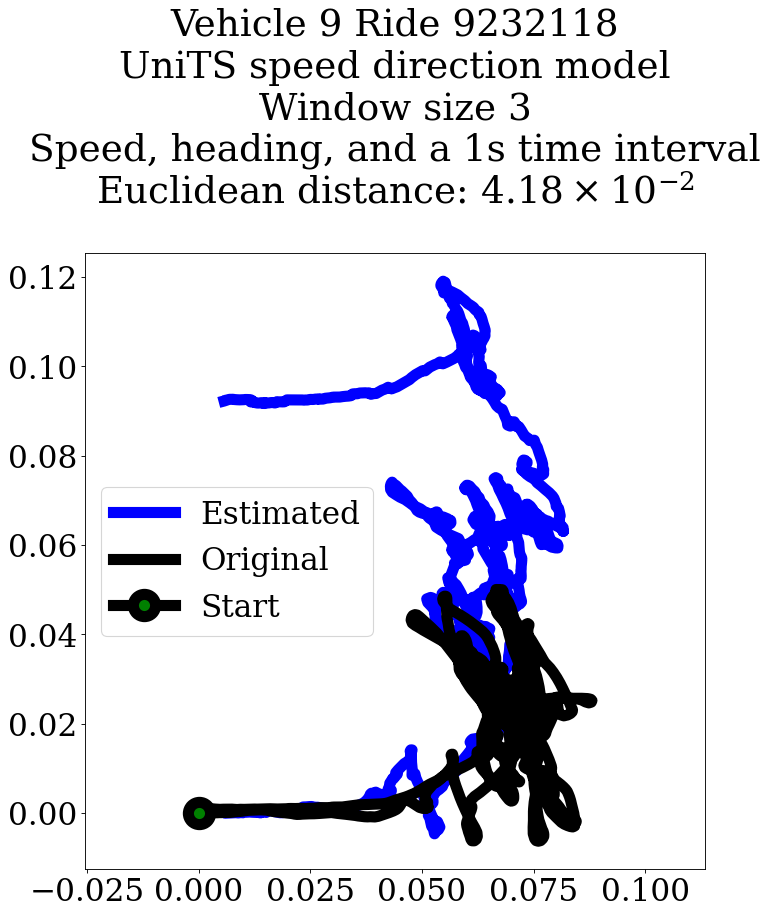 Vehicle 9 Ride 9232118
UniTS speed direction model
Window size 3
Speed, heading, and a 1s time interval
Euclidean distance: 4.18 × 10⁻²
0.12
0.10
0.08
0.06
0.04
0.02
0.00
Estimated
Original
Start
−0.025 0.000 0.025 0.050 0.075 0.100